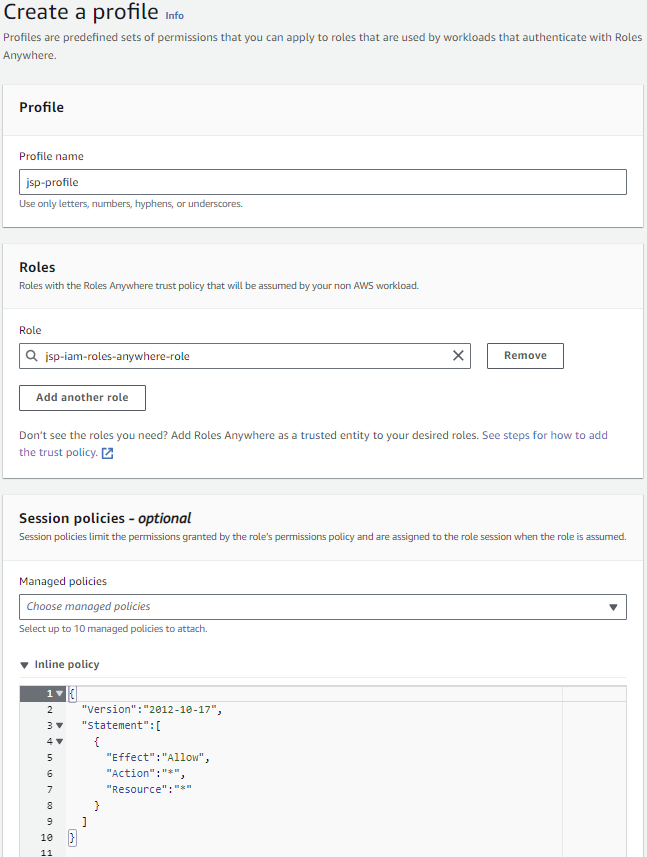 Create a profile Info
Profiles are predefined sets of permissions that you can apply to roles that are used by workloads that authenticate with Roles
Anywhere.
Profile
Profile name
jsp-profile
Use only letters, numbers, hyphens, or underscores.
Roles
Roles with the Roles Anywhere trust policy that will be assumed by your non AWS workload.
Role
jsp-iam-roles-anywhere-role
Remove
Add another role
Don't see the roles you need? Add Roles Anywhere as a trusted entity to your desired roles. See steps for how to add
the trust policy.
Session policies - optional
Session policies limit the permissions granted by the role's permissions policy and are assigned to the role session when the role is assumed.
Managed policies
Choose managed policies
Select up to 10 managed policies to attach.
Inline policy
1 {
2 "Version":"2012-10-17",
3 "Statement":[
4 {
5 "Effect":"Allow",
6 "Action":"*",
7 "Resource":"*"
8 }
9 ]
10 }
11